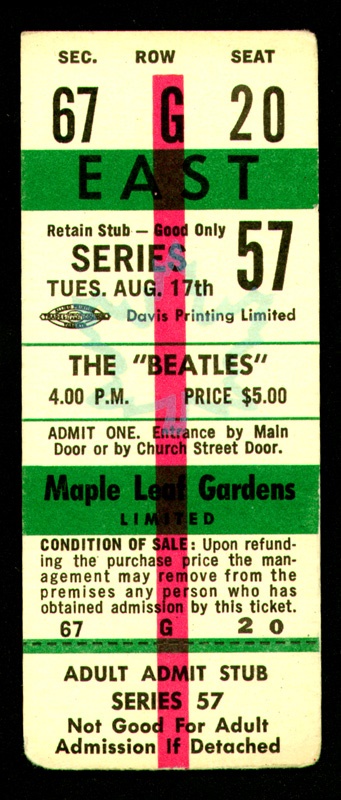 SEC. ROW SEAT
67 G 20
EAST
Retain Stub — Good Only
SERIES 57
TUES. AUG. 17th
Davis Printing Limited
THE "BEATLES"
4.00 P.M. PRICE $5.00
ADMIT ONE. Entrance by Main
Door or by Church Street Door.
Maple Leaf Gardens
LIMITED
CONDITION OF SALE: Upon refund-
ing the purchase price the man-
agement may remove from the
premises any person who has
obtained admission by this ticket.
67 G 20
ADULT ADMIT STUB
SERIES 57
Not Good For Adult
Admission If Detached